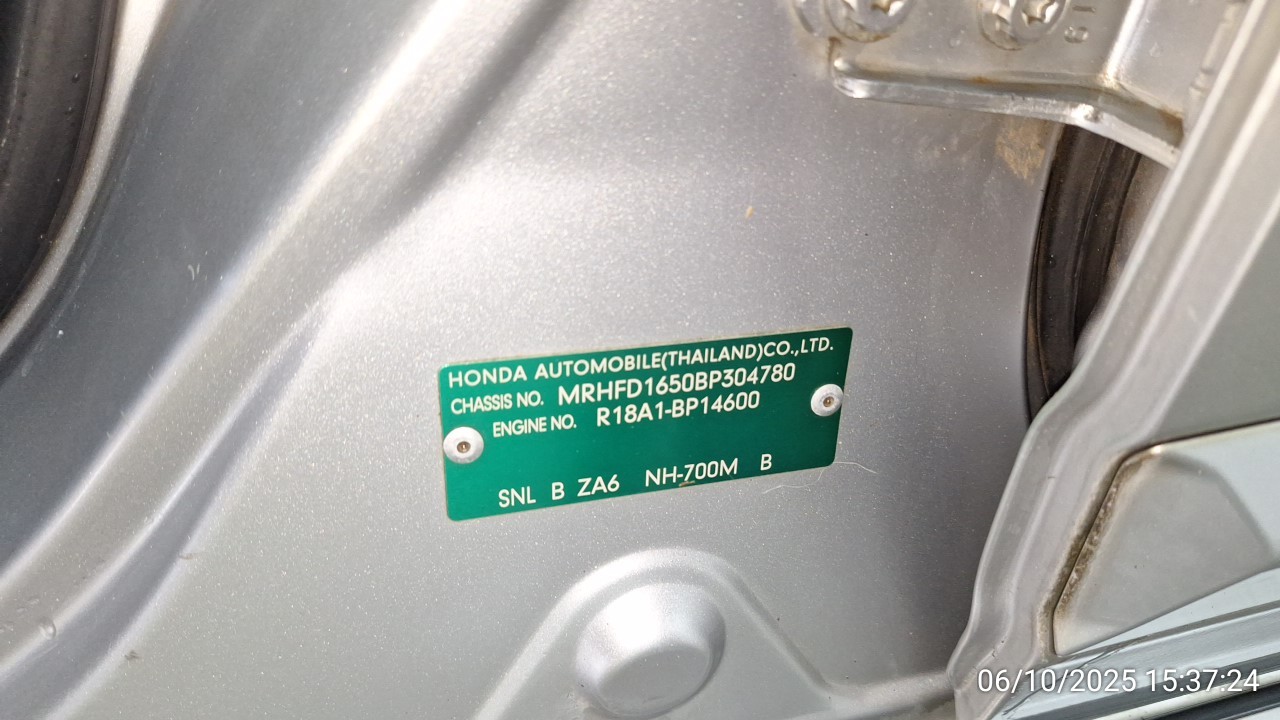 HONDA AUTOMOBILE(THAILAND)CO.,LTD.
CHASSIS NO. MRHFD1650BP304780
ENGINE NO. R18A1-BP14600
SNL B ZA6 NH-700M B
06/10/2025 15:37:24